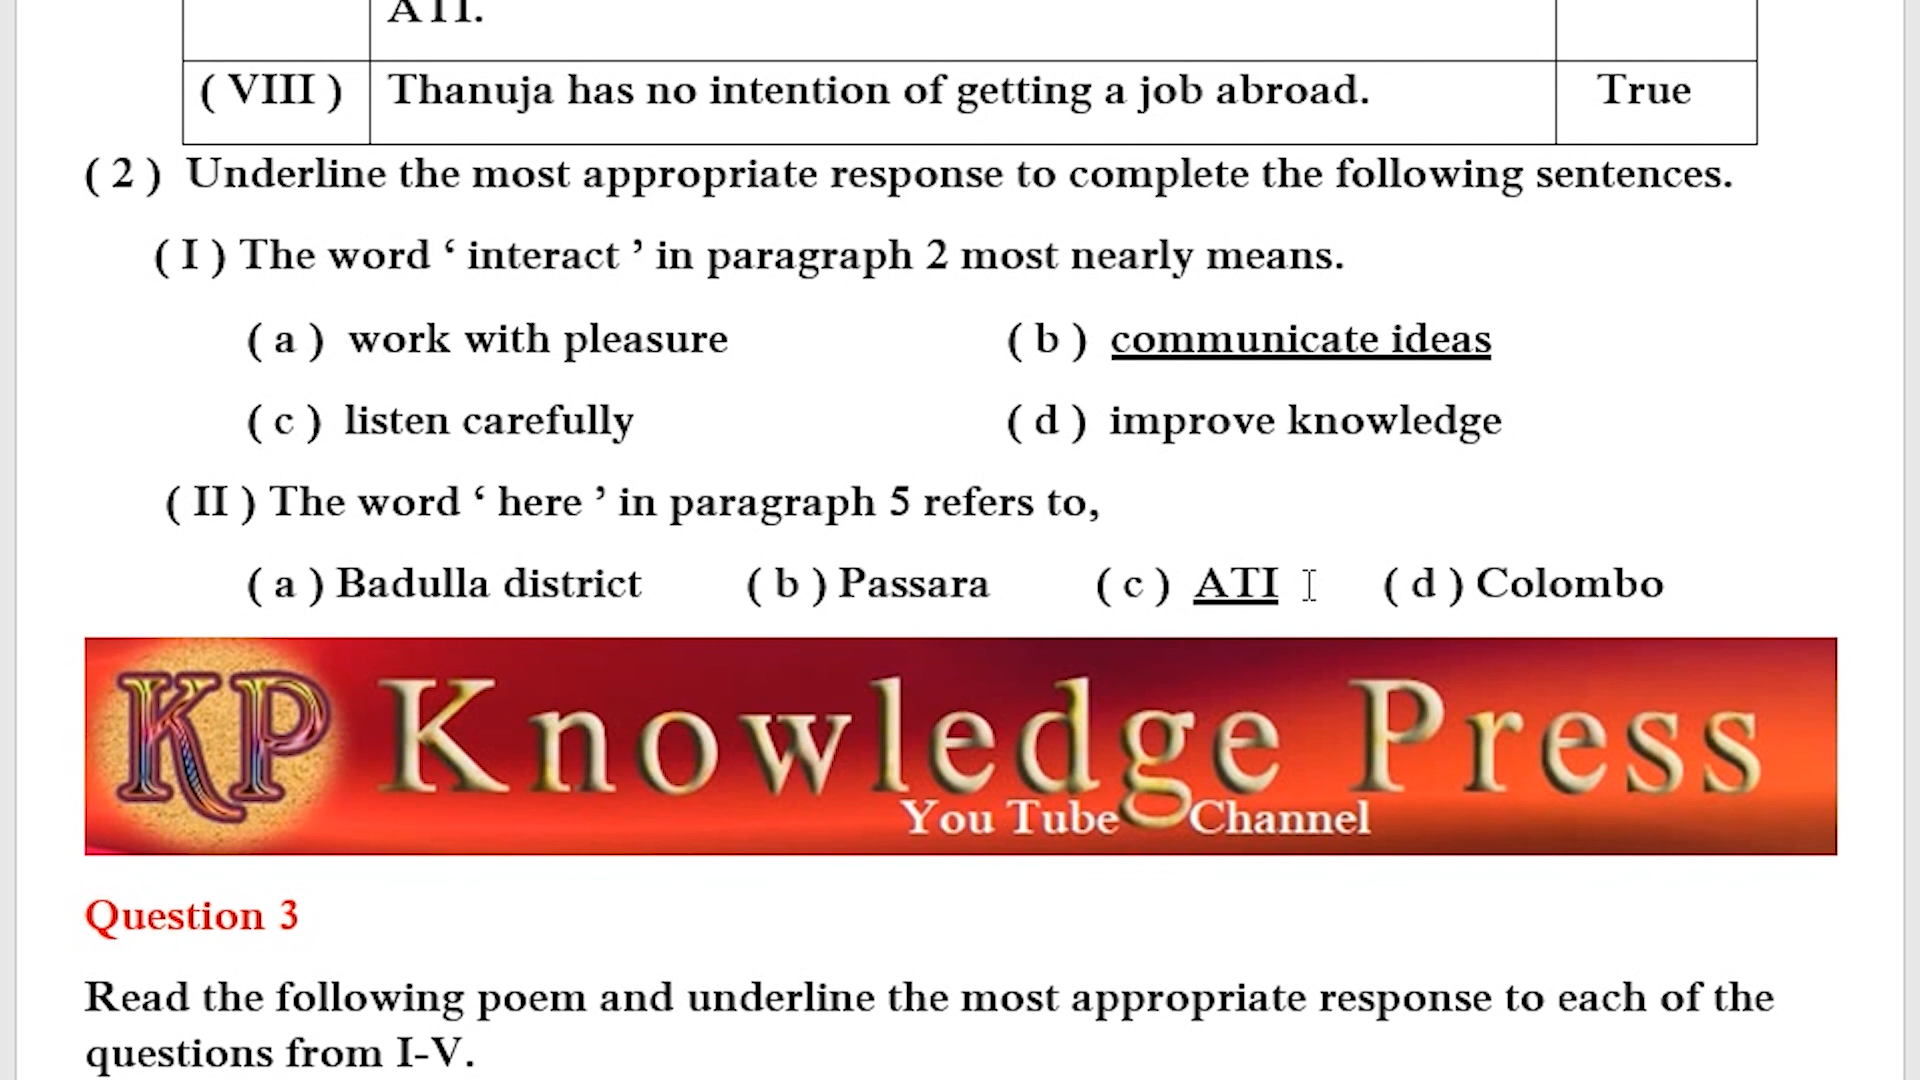 ATI.
( VIII ) Thanuja has no intention of getting a job abroad. True
( 2 ) Underline the most appropriate response to complete the following sentences.
( I ) The word ‘ interact ’ in paragraph 2 most nearly means.
( a ) work with pleasure ( b ) communicate ideas
( c ) listen carefully ( d ) improve knowledge
( II ) The word ‘ here ’ in paragraph 5 refers to,
( a ) Badulla district ( b ) Passara ( c ) ATI ( d ) Colombo
KP Knowledge Press
You Tube Channel
Question 3
Read the following poem and underline the most appropriate response to each of the
questions from I-V.